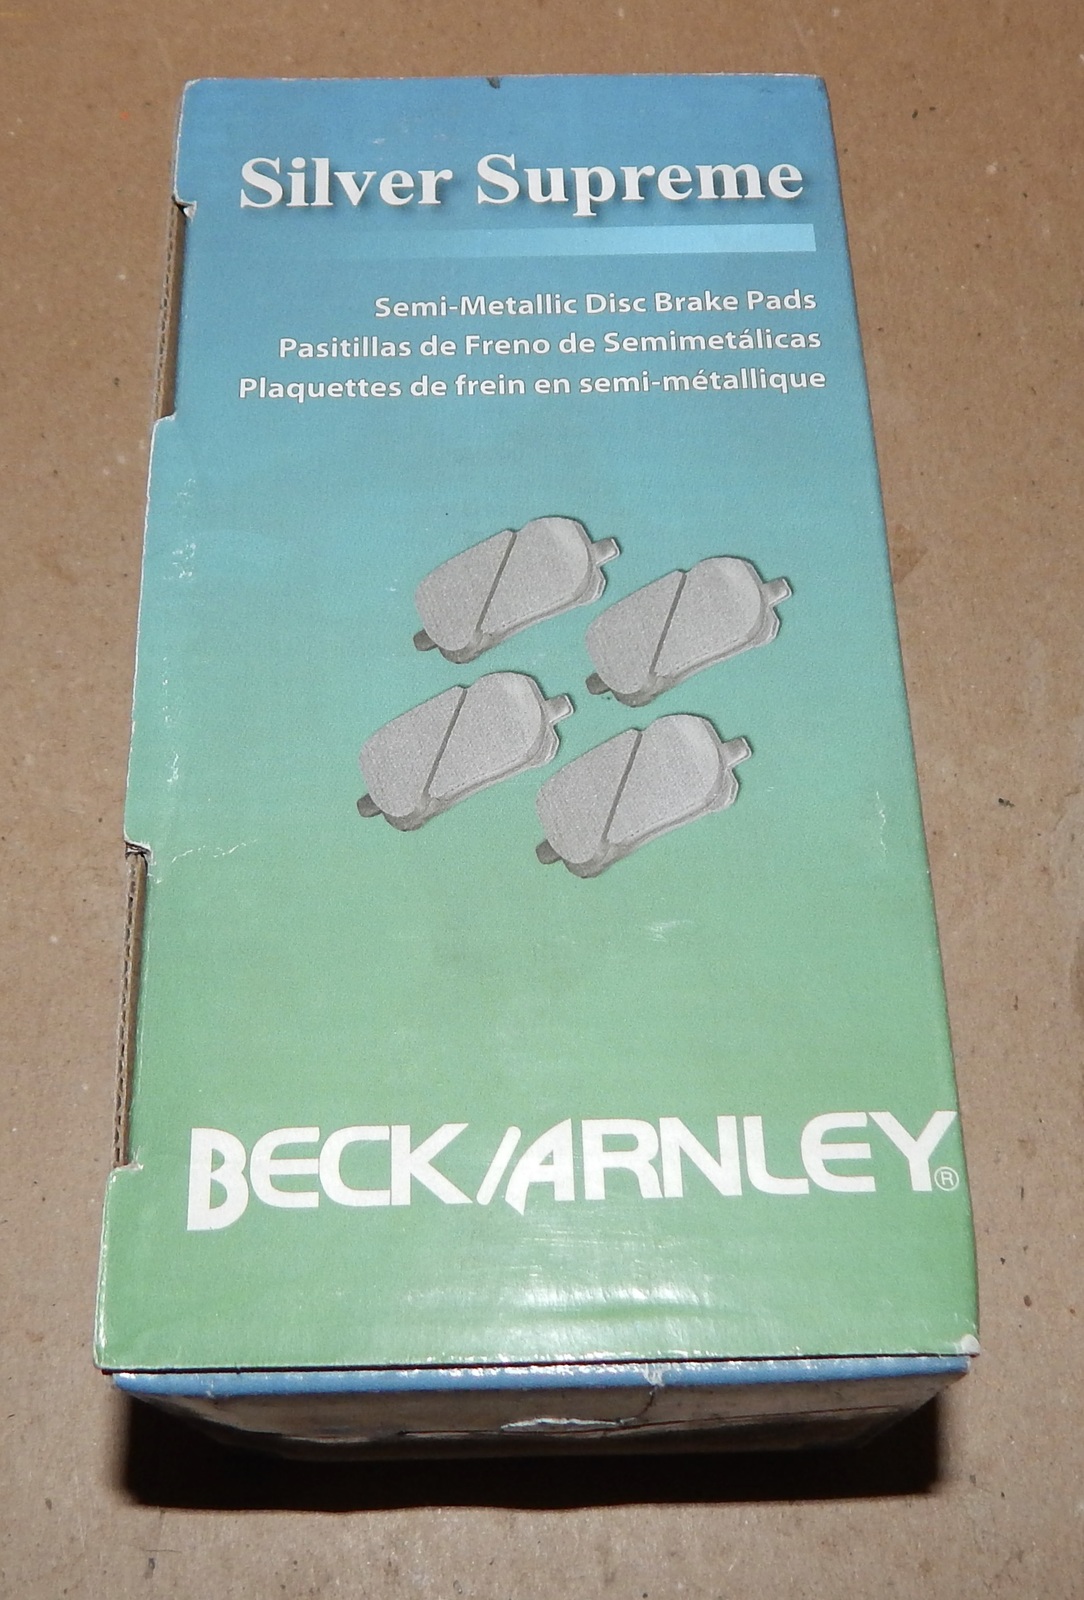 Silver Supreme
Semi-Metallic Disc Brake Pads
Pasitillas de Freno de Semimetálicas
Plaquettes de frein en semi-métallique
BECK/ARNLEY®